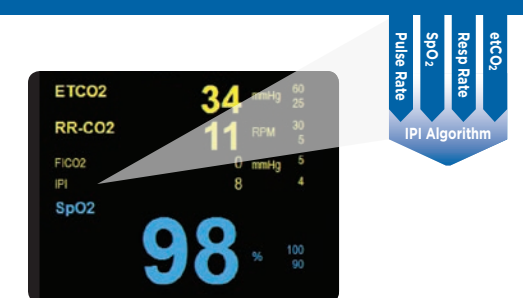 Pulse Rate
SpO2
Resp Rate
etCO2
IPI Algorithm
ETCO2 34 mmHg 60 25
RR-CO2 11 RPM 30 5
FICO2 0 mmHg 5
IPI 8 4
SpO2
98 % 100 90